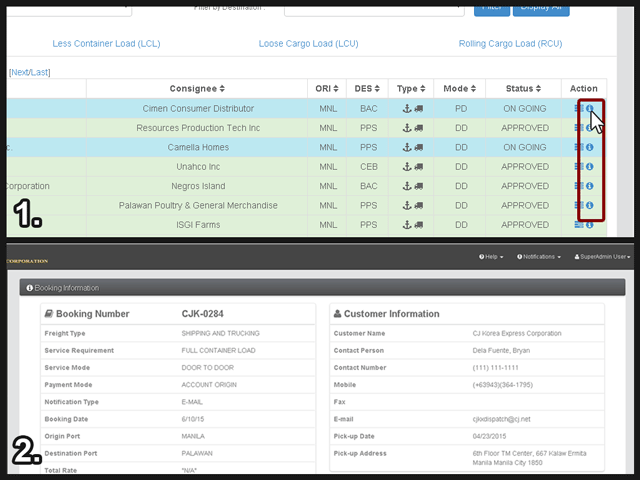 Filter by Destination :
Filter
Display All
Less Container Load (LCL) Loose Cargo Load (LCU) Rolling Cargo Load (RCU)
[Next/Last]
Consignee ORI DES Type Mode Status Action
Cimen Consumer Distributor MNL BAC PD ON GOING
Resources Production Tech Inc MNL PPS DD APPROVED
c. Camella Homes MNL PPS DD ON GOING
Unahco Inc MNL CEB DD APPROVED
Corporation Negros Island MNL BAC DD APPROVED
Palawan Poultry & General Merchandise MNL PPS DD APPROVED
ISGI Farms MNL PPS DD APPROVED
1.
CORPORATION Help Notifications SuperAdmin User
Booking Information
Booking Number CJK-0284
Freight Type SHIPPING AND TRUCKING
Service Requirement FULL CONTAINER LOAD
Service Mode DOOR TO DOOR
Payment Mode ACCOUNT ORIGIN
Notification Type E-MAIL
Booking Date 6/10/15
Origin Port MANILA
Destination Port PALAWAN
Total Rate "N/A"
Customer Information
Customer Name CJ Korea Express Corporation
Contact Person Dela Fuente, Bryan
Contact Number (111) 111-1111
Mobile (+63943)(364-1795)
Fax
E-mail cjkxdispatch@cj.net
Pick-up Date 04/23/2015
Pick-up Address 6th Floor TM Center, 667 Kalaw Ermita
Manila Manila City 1850
2.